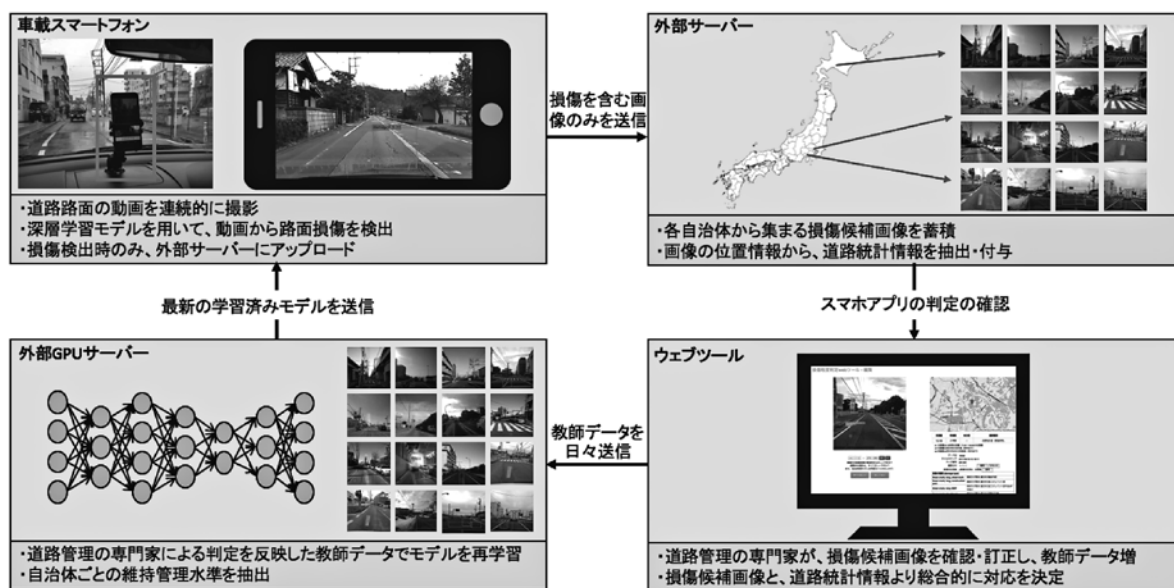 車載スマートフォン
損傷を含む画
像のみを送信
外部サーバー
・道路路面の動画を連続的に撮影
・深層学習モデルを用いて、動画から路面損傷を検出
・損傷検出時のみ、外部サーバーにアップロード
・各自治体から集まる損傷候補画像を蓄積
・画像の位置情報から、道路統計情報を抽出・付与
最新の学習済みモデルを送信
スマホアプリの判定の確認
外部GPUサーバー
教師データを
日々送信
ウェブツール
・道路管理の専門家による判定を反映した教師データでモデルを再学習
・自治体ごとの維持管理水準を抽出
・道路管理の専門家が、損傷候補画像を確認・訂正し、教師データ増
・損傷候補画像と、道路統計情報より総合的に対応を決定